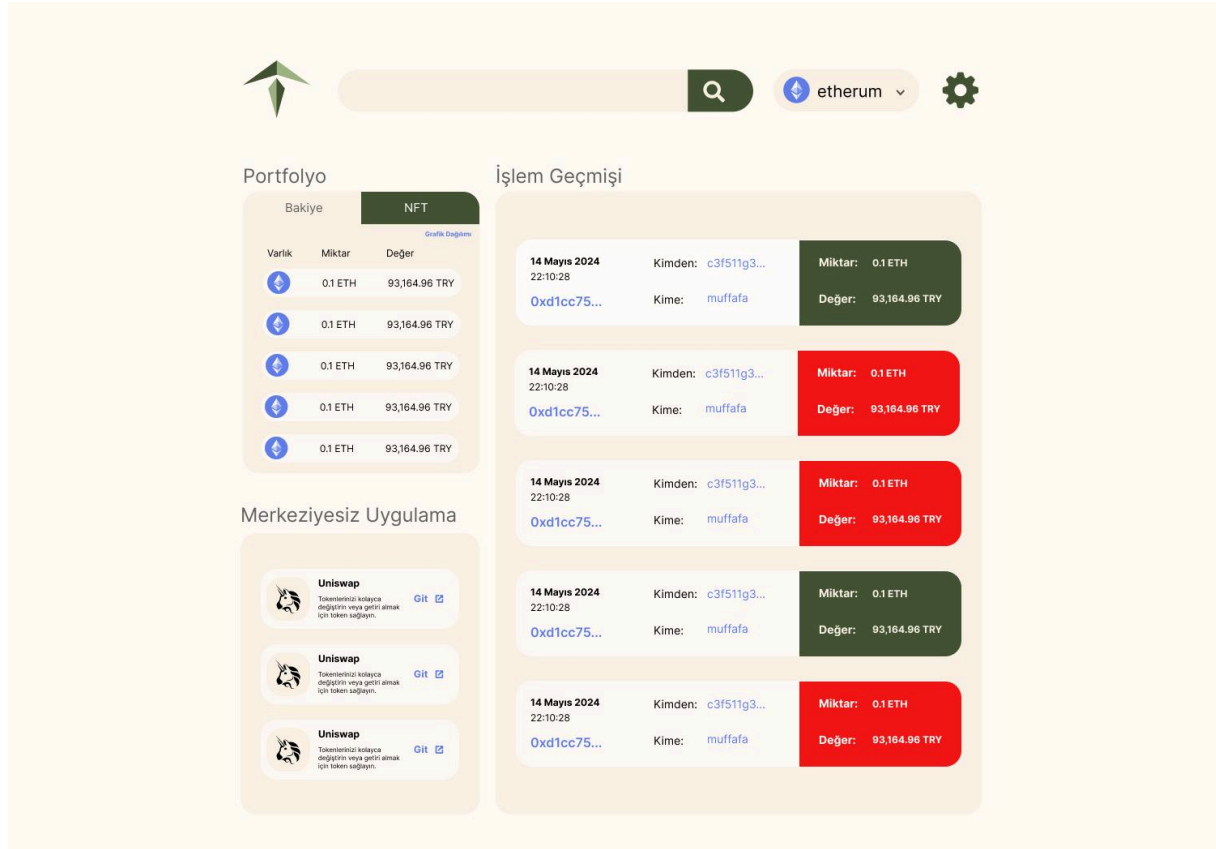 etherum
Portfolyo
Bakiye
NFT
Grafik Dağılımı
Varlık Miktar Değer
0.1 ETH 93,164.96 TRY
0.1 ETH 93,164.96 TRY
0.1 ETH 93,164.96 TRY
0.1 ETH 93,164.96 TRY
0.1 ETH 93,164.96 TRY
Merkeziyesiz Uygulama
Uniswap
Tokenlerinizi kolayca
değiştirin veya getiri almak
için token sağlayın.
Git
Uniswap
Tokenlerinizi kolayca
değiştirin veya getiri almak
için token sağlayın.
Git
Uniswap
Tokenlerinizi kolayca
değiştirin veya getiri almak
için token sağlayın.
Git
İşlem Geçmişi
14 Mayıs 2024
22:10:28
0xd1cc75...
Kimden: c3f511g3...
Kime: muffafa
Miktar: 0.1 ETH
Değer: 93,164.96 TRY
14 Mayıs 2024
22:10:28
0xd1cc75...
Kimden: c3f511g3...
Kime: muffafa
Miktar: 0.1 ETH
Değer: 93,164.96 TRY
14 Mayıs 2024
22:10:28
0xd1cc75...
Kimden: c3f511g3...
Kime: muffafa
Miktar: 0.1 ETH
Değer: 93,164.96 TRY
14 Mayıs 2024
22:10:28
0xd1cc75...
Kimden: c3f511g3...
Kime: muffafa
Miktar: 0.1 ETH
Değer: 93,164.96 TRY
14 Mayıs 2024
22:10:28
0xd1cc75...
Kimden: c3f511g3...
Kime: muffafa
Miktar: 0.1 ETH
Değer: 93,164.96 TRY